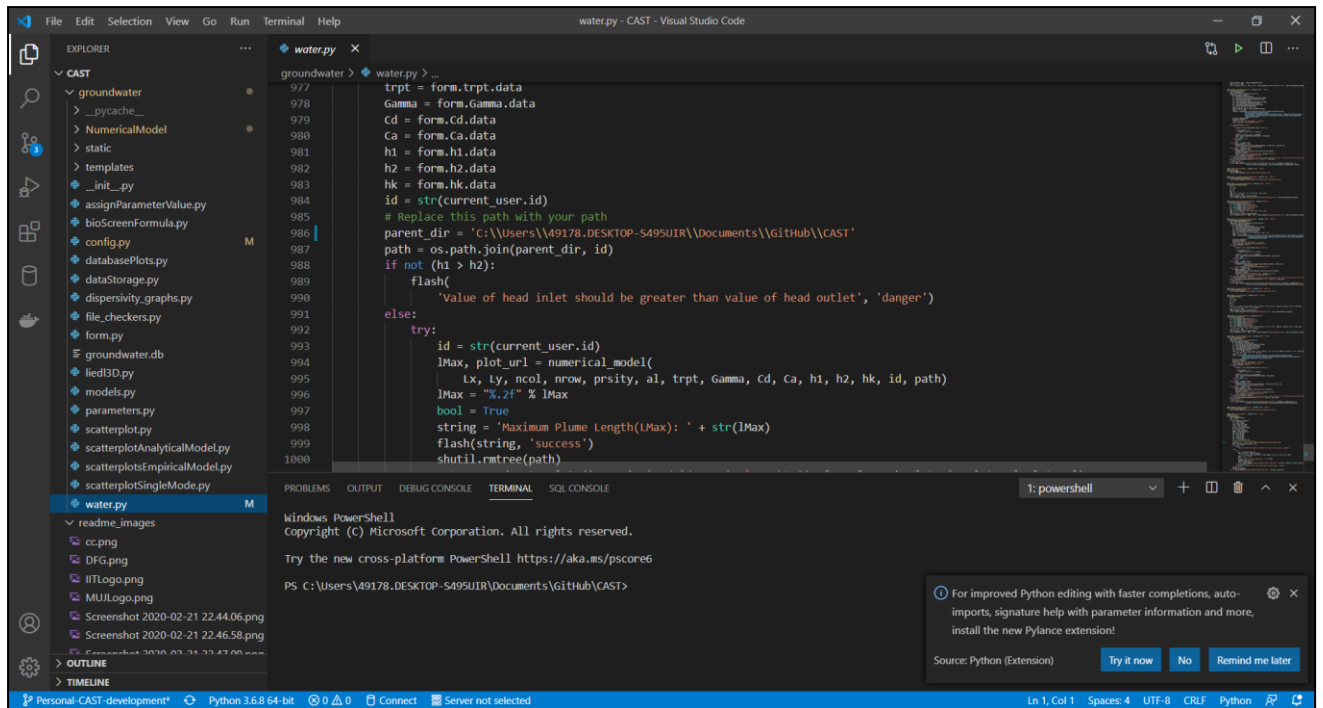 File Edit Selection View Go Run Terminal Help
water.py - CAST - Visual Studio Code
EXPLORER
CAST
groundwater
__pycache__
NumericalModel
static
templates
__init__.py
assignParameterValue.py
bioScreenFormula.py
config.py M
databasePlots.py
dataStorage.py
dispersivity_graphs.py
file_checkers.py
form.py
groundwater.db
liedl3D.py
models.py
parameters.py
scatterplot.py
scatterplotAnalyticalModel.py
scatterplotsEmpiricalModel.py
scatterplotSingleMode.py
water.py M
readme_images
cc.png
DFG.png
IITLogo.png
MUJLogo.png
Screenshot 2020-02-21 22.44.06.png
Screenshot 2020-02-21 22.46.58.png
OUTLINE
TIMELINE
3
water.py
groundwater > water.py > ...
977 trpt = form.trpt.data
978 Gamma = form.Gamma.data
979 Cd = form.Cd.data
980 Ca = form.Ca.data
981 h1 = form.h1.data
982 h2 = form.h2.data
983 hk = form.hk.data
984 id = str(current_user.id)
985 # Replace this path with your path
986 parent_dir = 'C:\\Users\\49178.DESKTOP-S495UIR\\Documents\\GitHub\\CAST'
987 path = os.path.join(parent_dir, id)
988 if not (h1 > h2):
989 flash(
990 'Value of head inlet should be greater than value of head outlet', 'danger')
991 else:
992 try:
993 id = str(current_user.id)
994 lMax, plot_url = numerical_model(
995 Lx, Ly, ncol, nrow, prsity, al, trpt, Gamma, Cd, Ca, h1, h2, hk, id, path)
996 lMax = "%.2f" % lMax
997 bool = True
998 string = 'Maximum Plume Length(LMax): ' + str(lMax)
999 flash(string, 'success')
1000 shutil.rmtree(path)
PROBLEMS OUTPUT DEBUG CONSOLE TERMINAL SQL CONSOLE
1: powershell
Windows PowerShell
Copyright (C) Microsoft Corporation. All rights reserved.
Try the new cross-platform PowerShell https://aka.ms/pscore6
PS C:\Users\49178.DESKTOP-S495UIR\Documents\GitHub\CAST>
For improved Python editing with faster completions, auto-
imports, signature help with parameter information and more,
install the new Pylance extension!
Source: Python (Extension)
Try it now No Remind me later
Personal-CAST-development* Python 3.6.8 64-bit 0 0 Connect Server not selected
Ln 1, Col 1 Spaces: 4 UTF-8 CRLF Python